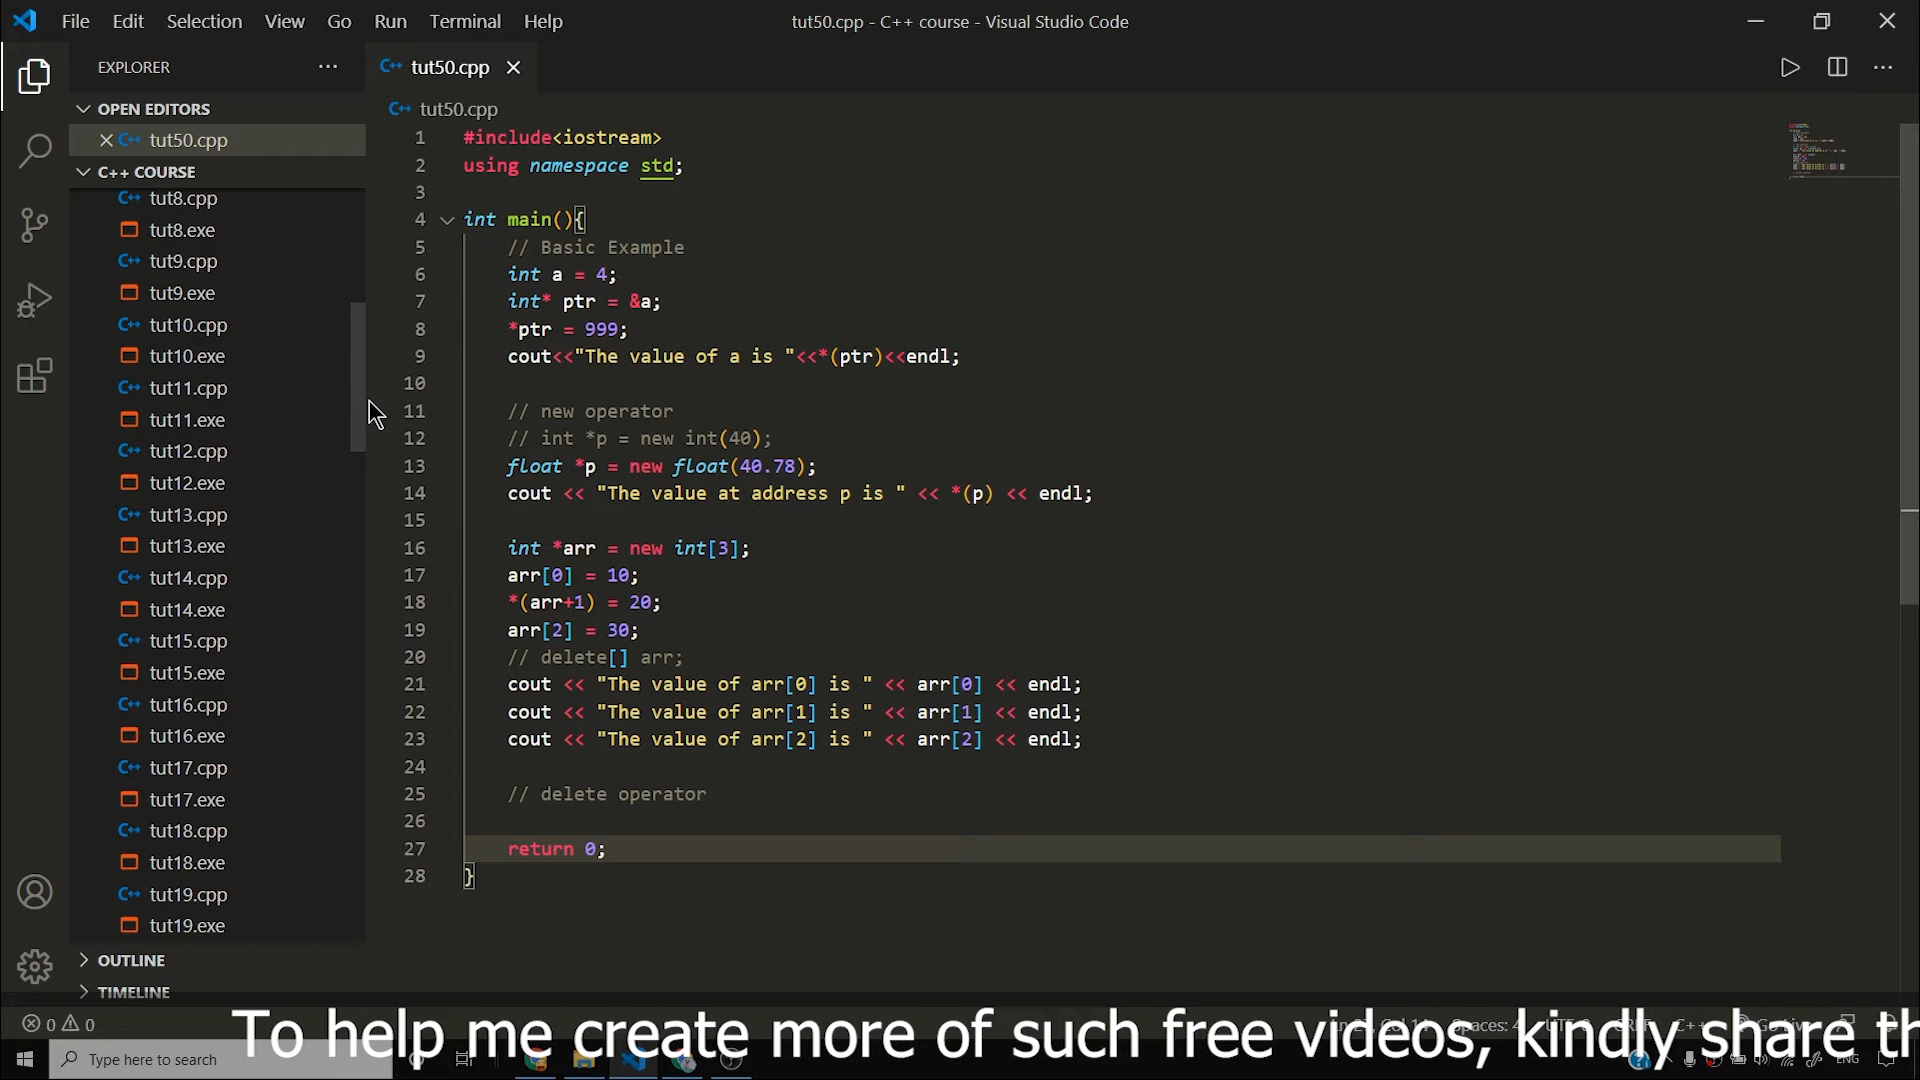 File Edit Selection View Go Run Terminal Help
tut50.cpp - C++ course - Visual Studio Code
EXPLORER
OPEN EDITORS
tut50.cpp
C++ COURSE
tut8.cpp
tut8.exe
tut9.cpp
tut9.exe
tut10.cpp
tut10.exe
tut11.cpp
tut11.exe
tut12.cpp
tut12.exe
tut13.cpp
tut13.exe
tut14.cpp
tut14.exe
tut15.cpp
tut15.exe
tut16.cpp
tut16.exe
tut17.cpp
tut17.exe
tut18.cpp
tut18.exe
tut19.cpp
tut19.exe
OUTLINE
TIMELINE
C++ tut50.cpp
C++ tut50.cpp
1 #include<iostream>
2 using namespace std;
3
4 int main(){
5 // Basic Example
6 int a = 4;
7 int* ptr = &a;
8 *ptr = 999;
9 cout<<"The value of a is "<<*(ptr)<<endl;
10
11 // new operator
12 // int *p = new int(40);
13 float *p = new float(40.78);
14 cout << "The value at address p is " << *(p) << endl;
15
16 int *arr = new int[3];
17 arr[0] = 10;
18 *(arr+1) = 20;
19 arr[2] = 30;
20 // delete[] arr;
21 cout << "The value of arr[0] is " << arr[0] << endl;
22 cout << "The value of arr[1] is " << arr[1] << endl;
23 cout << "The value of arr[2] is " << arr[2] << endl;
24
25 // delete operator
26
27 return 0;
28 }
0 0
To help me create more of such free videos, kindly share th
Type here to search
ENG